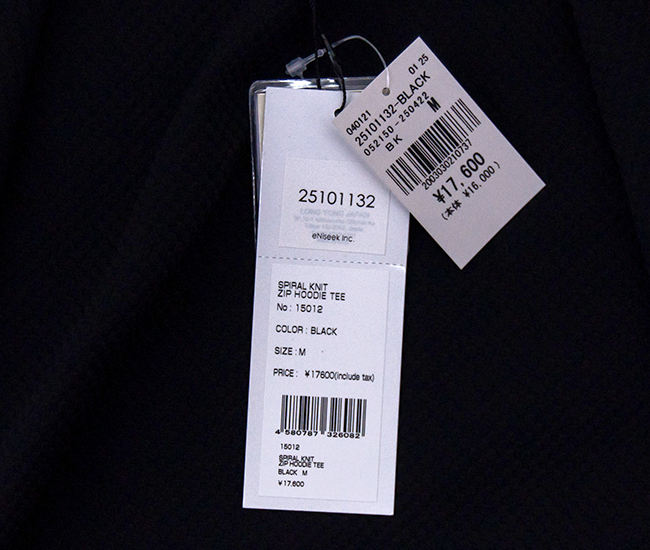 25101132
eNiseek Inc.
SPIRAL KNIT
ZIP HOODIE TEE
No : 15012
COLOR : BLACK
SIZE : M
PRICE : ¥17600(include tax)
4 580787 326082
15012
SPIRAL KNIT
ZIP HOODIE TEE
BLACK M
¥17,600
040121 01 25
25101132-BLACK
052150-250422
BK M
2003030210737
¥17,600
(本体 ¥16,000)